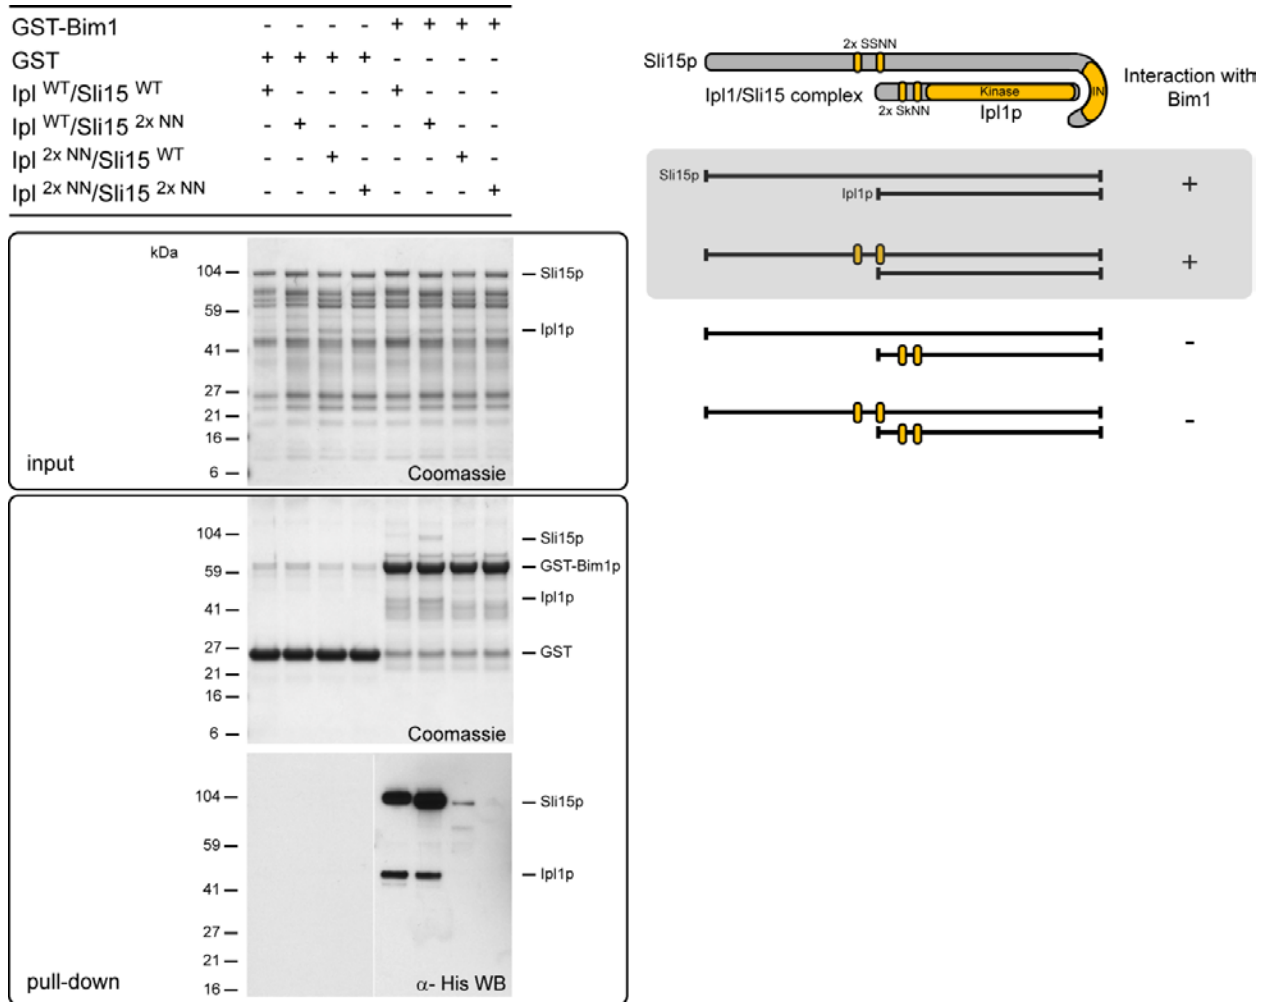 GST-Bim1 - - - - + + + +
GST + + + + - - - -
Ipl WT/Sli15 WT + - - - + - - -
Ipl WT/Sli15 2x NN - + - - - + - -
Ipl 2x NN/Sli15 WT - - + - - - + -
Ipl 2x NN/Sli15 2x NN - - - + - - - +
kDa
104
59
41
27
21
16
6
Sli15p
Ipl1p
input
Coomassie
104
59
41
27
21
16
6
Sli15p
GST-Bim1p
Ipl1p
GST
Coomassie
104
59
41
27
21
16
Sli15p
Ipl1p
pull-down
α- His WB
2x SSNN
Sli15p
Ipl1/Sli15 complex
Kinase
IN
2x SkNN
Ipl1p
Interaction with
Bim1
Sli15p
Ipl1p
+
+
-
-